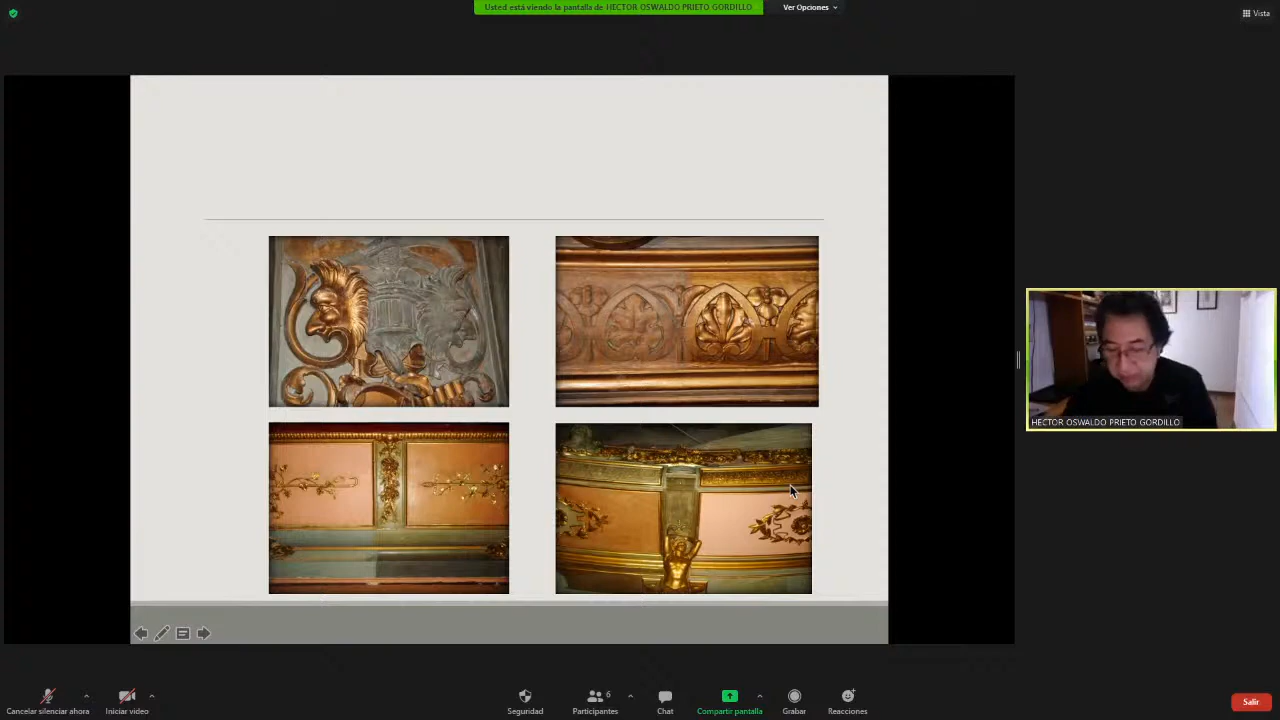 Usted está viendo la pantalla de HECTOR OSWALDO PRIETO GORDILLO
Ver Opciones
Vista
HECTOR OSWALDO PRIETO GORDILLO
Cancelar silenciar ahora
Iniciar video
Seguridad
6
Participantes
Chat
Compartir pantalla
Grabar
Reacciones
Salir